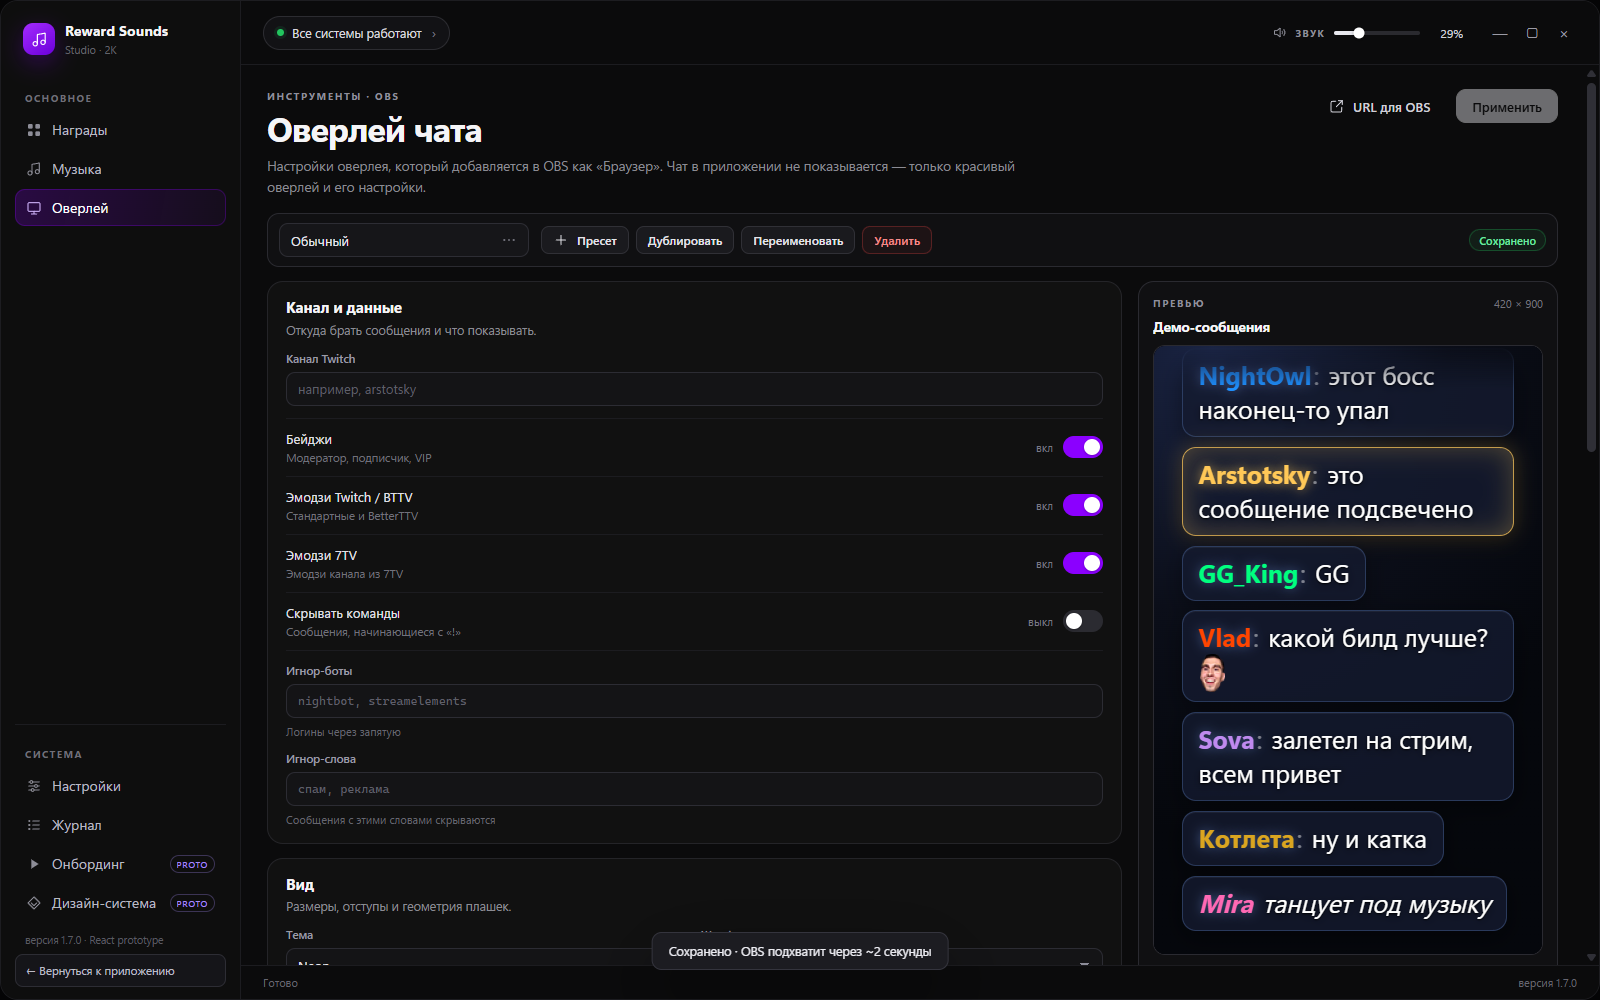 Reward Sounds
Studio · 2K
ОСНОВНОЕ
Награды
Музыка
Оверлей
СИСТЕМА
Настройки
Журнал
Онбординг PROTO
Дизайн-система PROTO
версия 1.7.0 · React prototype
← Вернуться к приложению
Все системы работают ›
ЗВУК 29%
ИНСТРУМЕНТЫ · OBS
Оверлей чата
Настройки оверлея, который добавляется в OBS как «Браузер». Чат в приложении не показывается — только красивый
оверлей и его настройки.
URL для OBS
Применить
Обычный ···
+ Пресет
Дублировать
Переименовать
Удалить
Сохранено
Канал и данные
Откуда брать сообщения и что показывать.
Канал Twitch
например, arstotsky
Бейджи
Модератор, подписчик, VIP
вкл
Эмодзи Twitch / BTTV
Стандартные и BetterTTV
вкл
Эмодзи 7TV
Эмодзи канала из 7TV
вкл
Скрывать команды
Сообщения, начинающиеся с «!»
выкл
Игнор-боты
nightbot, streamelements
Логины через запятую
Игнор-слова
спам, реклама
Сообщения с этими словами скрываются
Вид
Размеры, отступы и геометрия плашек.
Тема
ПРЕВЬЮ
420 × 900
Демо-сообщения
NightOwl: этот босс
наконец-то упал
Arstotsky: это
сообщение подсвечено
GG_King: GG
Vlad: какой билд лучше?
Sova: залетел на стрим,
всем привет
Котлета: ну и катка
Mira танцует под музыку
Сохранено · OBS подхватит через ~2 секунды
Готово
версия 1.7.0